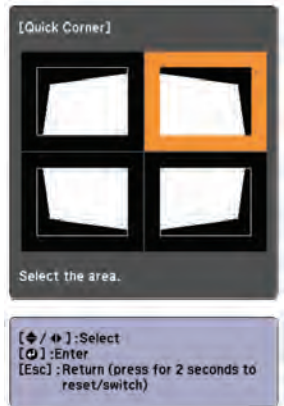 [Quick Corner]
Select the area.
[◆/◆]:Select
[⏎]:Enter
[Esc]:Return (press for 2 seconds to
reset/switch)